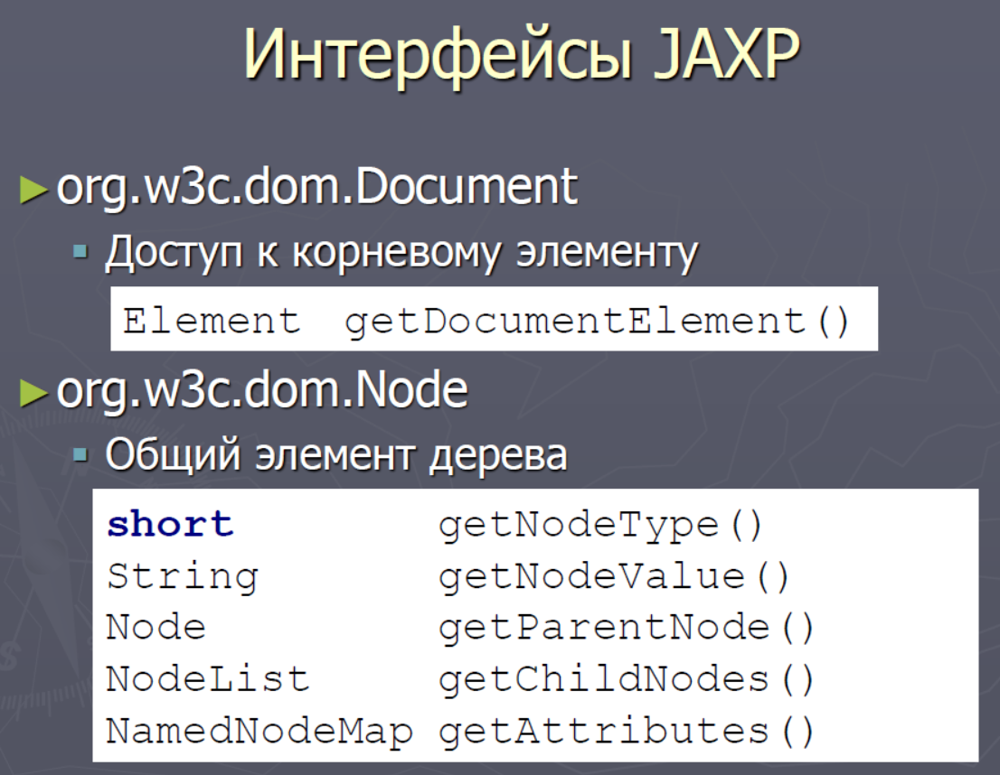 Интерфейсы JAXP
org.w3c.dom.Document
Доступ к корневому элементу
Element getDocumentElement()
org.w3c.dom.Node
Общий элемент дерева
short getNodeType()
String getNodeValue()
Node getParentNode()
NodeList getChildNodes()
NamedNodeMap getAttributes()